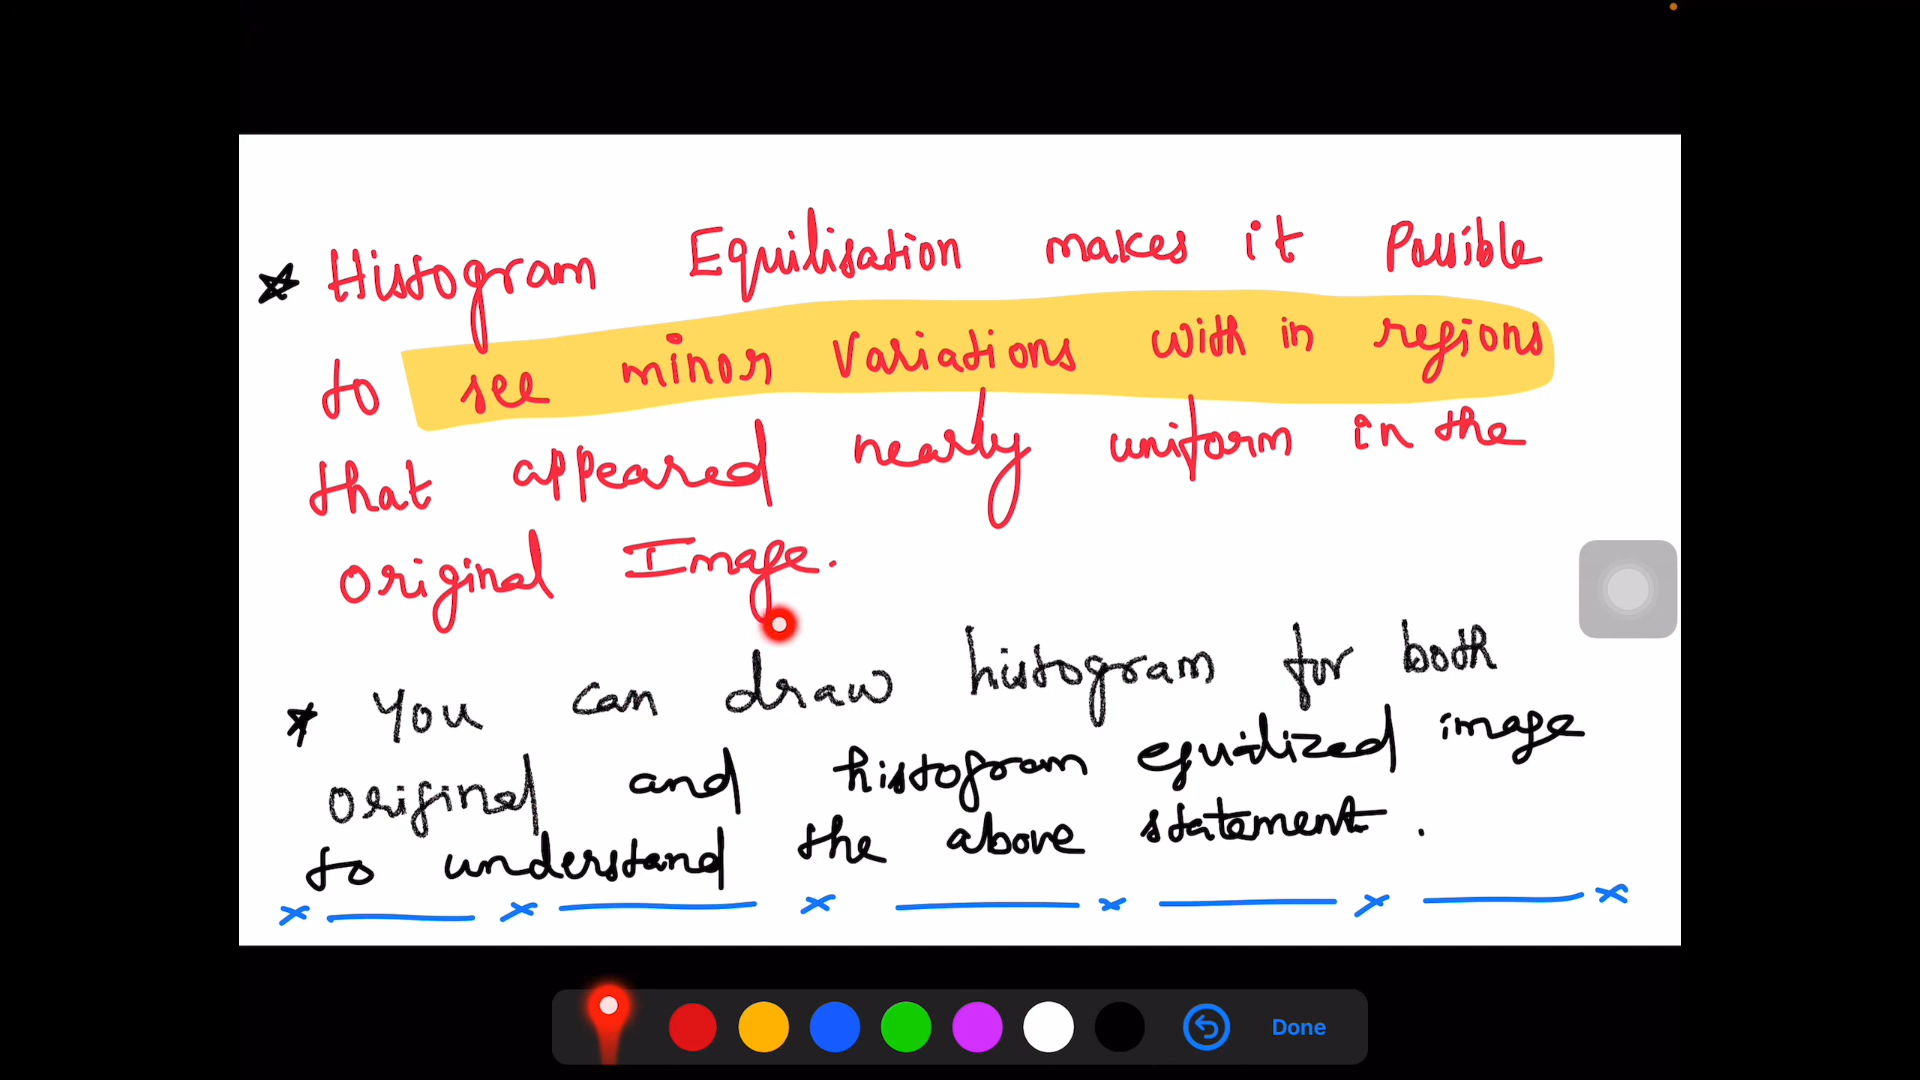 Histogram Equilisation makes it Possible
to see minor variations with in regions
that appeared nearly uniform in the
original Image.
You can draw histogram for both
original and histogram equilized image
to understand the above statement.
Done